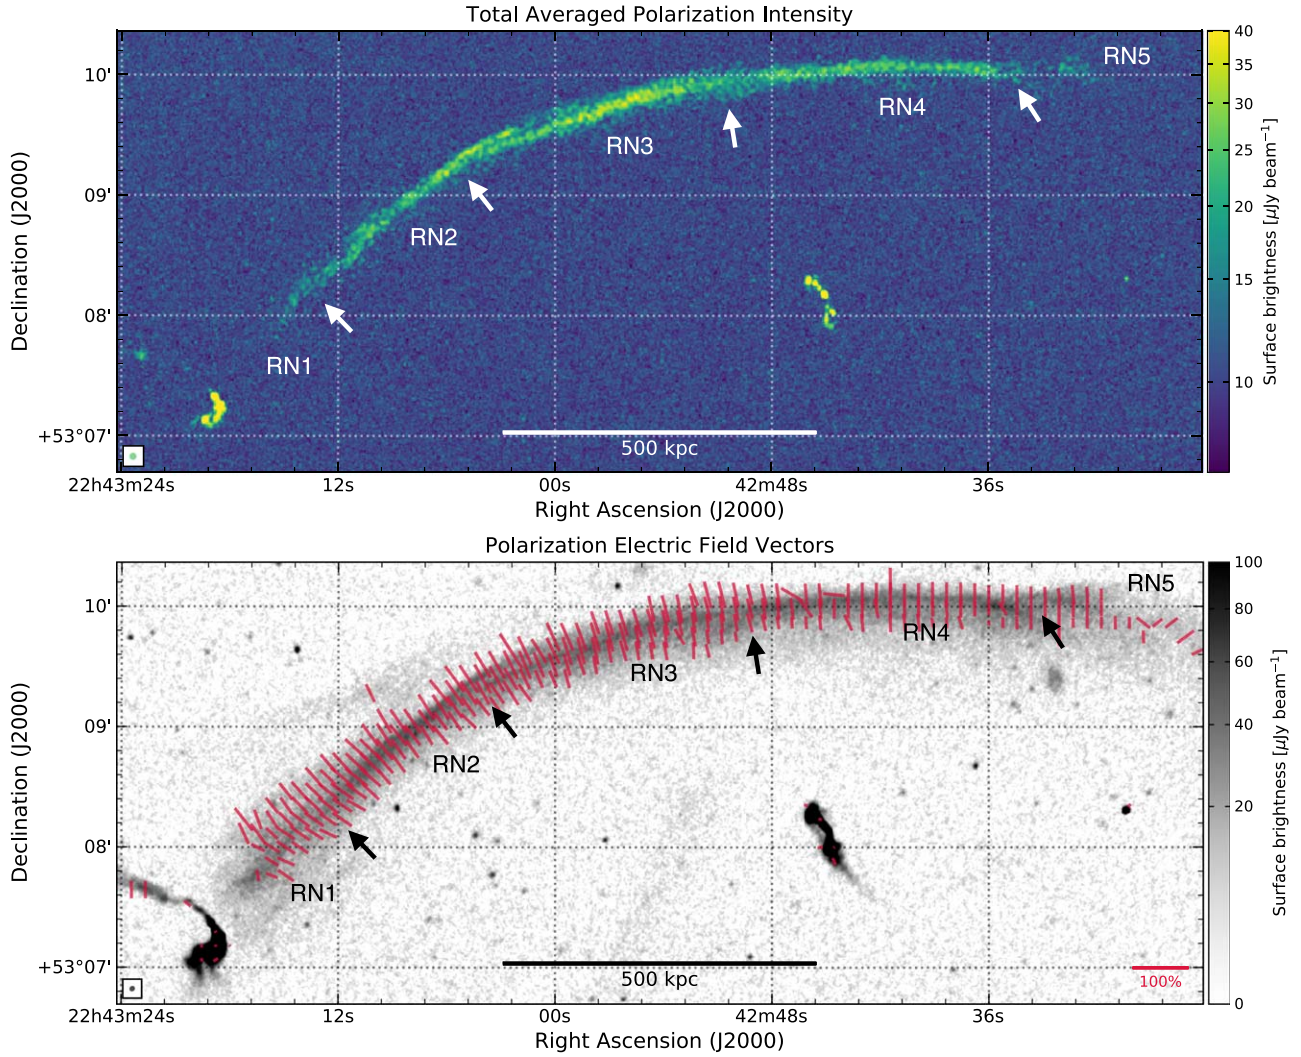 Total Averaged Polarization Intensity
Declination (J2000)
10'
09'
08'
+53°07'
RN1
RN2
RN3
RN4
RN5
500 kpc
22h43m24s
12s
00s
42m48s
36s
Right Ascension (J2000)
40
35
30
25
20
15
10
Surface brightness [μJy beam⁻¹]
Polarization Electric Field Vectors
Declination (J2000)
10'
09'
08'
+53°07'
RN1
RN2
RN3
RN4
RN5
500 kpc
100%
22h43m24s
12s
00s
42m48s
36s
Right Ascension (J2000)
100
80
60
40
20
0
Surface brightness [μJy beam⁻¹]